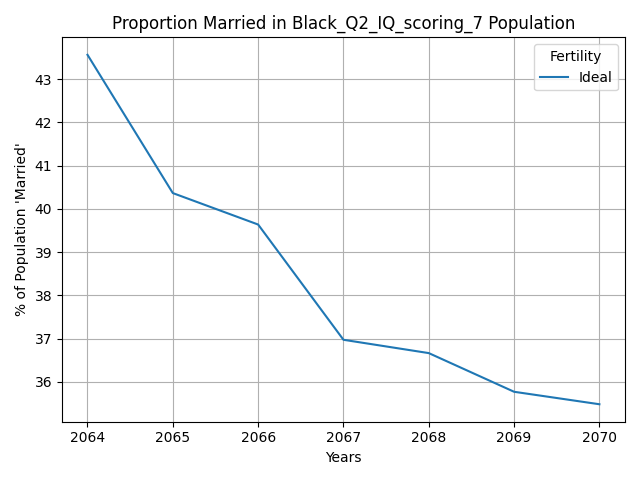 Proportion Married in Black_Q2_IQ_scoring_7 Population
Fertility
Ideal
% of Population 'Married'
43
42
41
40
39
38
37
36
2064 2065 2066 2067 2068 2069 2070
Years